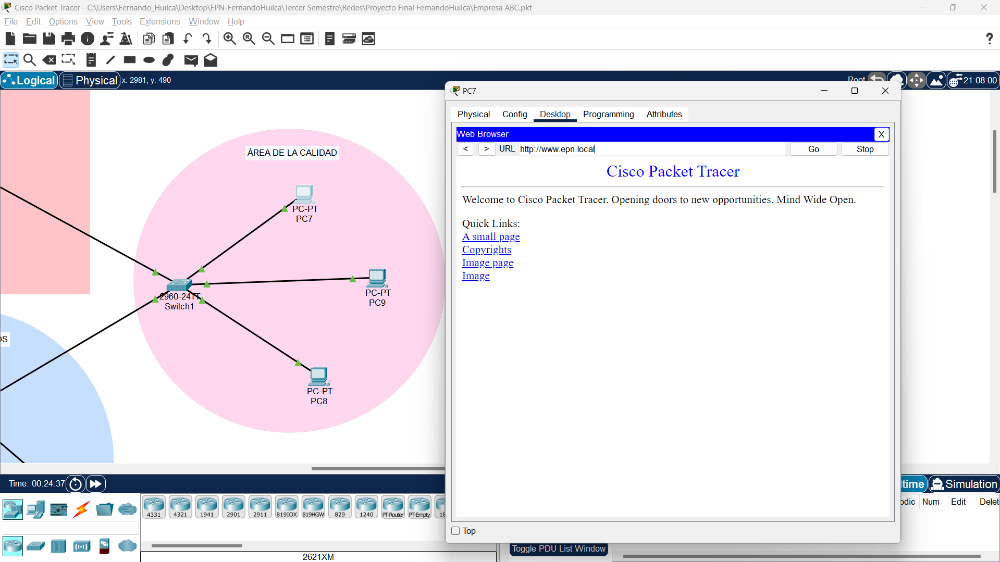 Cisco Packet Tracer - C:\Users\Fernando_Huilca\Desktop\EPN-FernandoHuilca\Tercer Semestre\Redes\Proyecto Final FernandoHuilca\Empresa ABC.pkt
File Edit Options View Tools Extensions Window Help
Logical Physical x: 2981, y: 490
Root 21:08:00
PC7
Physical Config Desktop Programming Attributes
Web Browser X
< > URL http://www.epn.local Go Stop
Cisco Packet Tracer
Welcome to Cisco Packet Tracer. Opening doors to new opportunities. Mind Wide Open.
Quick Links:
A small page
Copyrights
Image page
Image
Top
ÁREA DE LA CALIDAD
PC-PT
PC7
PC-PT
PC9
2960-24TT
Switch1
OS
PC-PT
PC8
Time: 00:24:37
time Simulation
odic Num Edit Delet
4331 4321 1941 2901 2911 819IOX 819HGW 829 1240 PT-Router PT-Empty 18
Toggle PDU List Window
2621XM